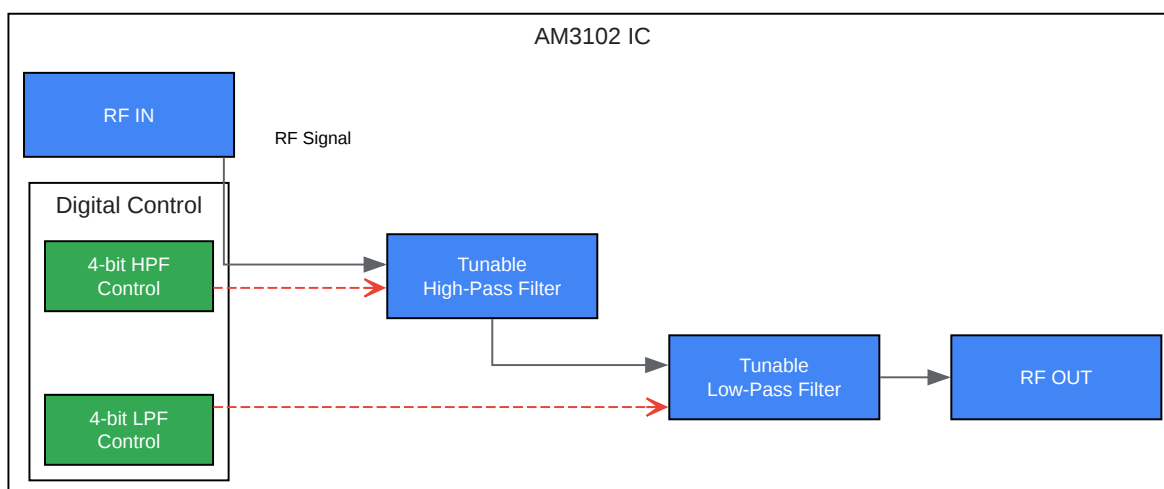 AM3102 IC
RF IN
RF Signal
Digital Control
4-bit HPF
Control
Tunable
High-Pass Filter
Tunable
Low-Pass Filter
RF OUT
4-bit LPF
Control